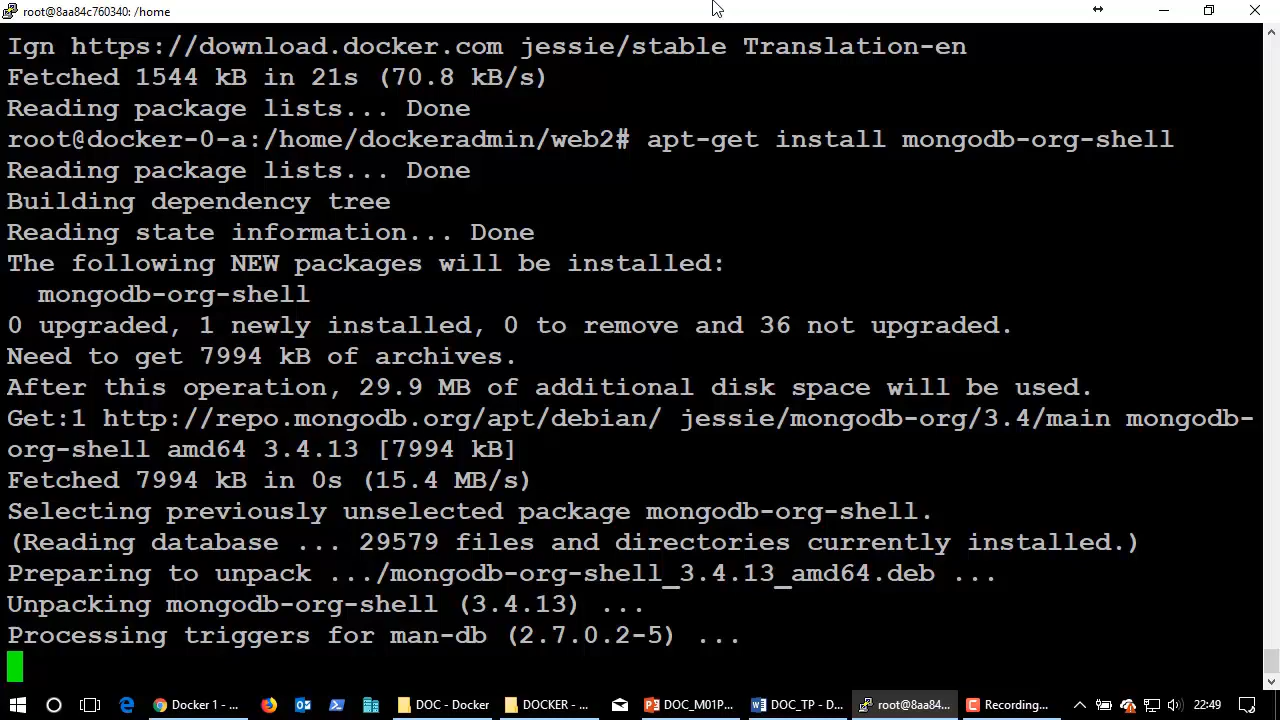 root@8aa84c760340: /home
Ign https://download.docker.com jessie/stable Translation-en
Fetched 1544 kB in 21s (70.8 kB/s)
Reading package lists... Done
root@docker-0-a:/home/dockeradmin/web2# apt-get install mongodb-org-shell
Reading package lists... Done
Building dependency tree
Reading state information... Done
The following NEW packages will be installed:
  mongodb-org-shell
0 upgraded, 1 newly installed, 0 to remove and 36 not upgraded.
Need to get 7994 kB of archives.
After this operation, 29.9 MB of additional disk space will be used.
Get:1 http://repo.mongodb.org/apt/debian/ jessie/mongodb-org/3.4/main mongodb-
org-shell amd64 3.4.13 [7994 kB]
Fetched 7994 kB in 0s (15.4 MB/s)
Selecting previously unselected package mongodb-org-shell.
(Reading database ... 29579 files and directories currently installed.)
Preparing to unpack .../mongodb-org-shell_3.4.13_amd64.deb ...
Unpacking mongodb-org-shell (3.4.13) ...
Processing triggers for man-db (2.7.0.2-5) ...
Docker 1 - ... DOC - Docker DOCKER - ... DOC_M01P... DOC_TP - D... root@8aa84... Recording... 22:49